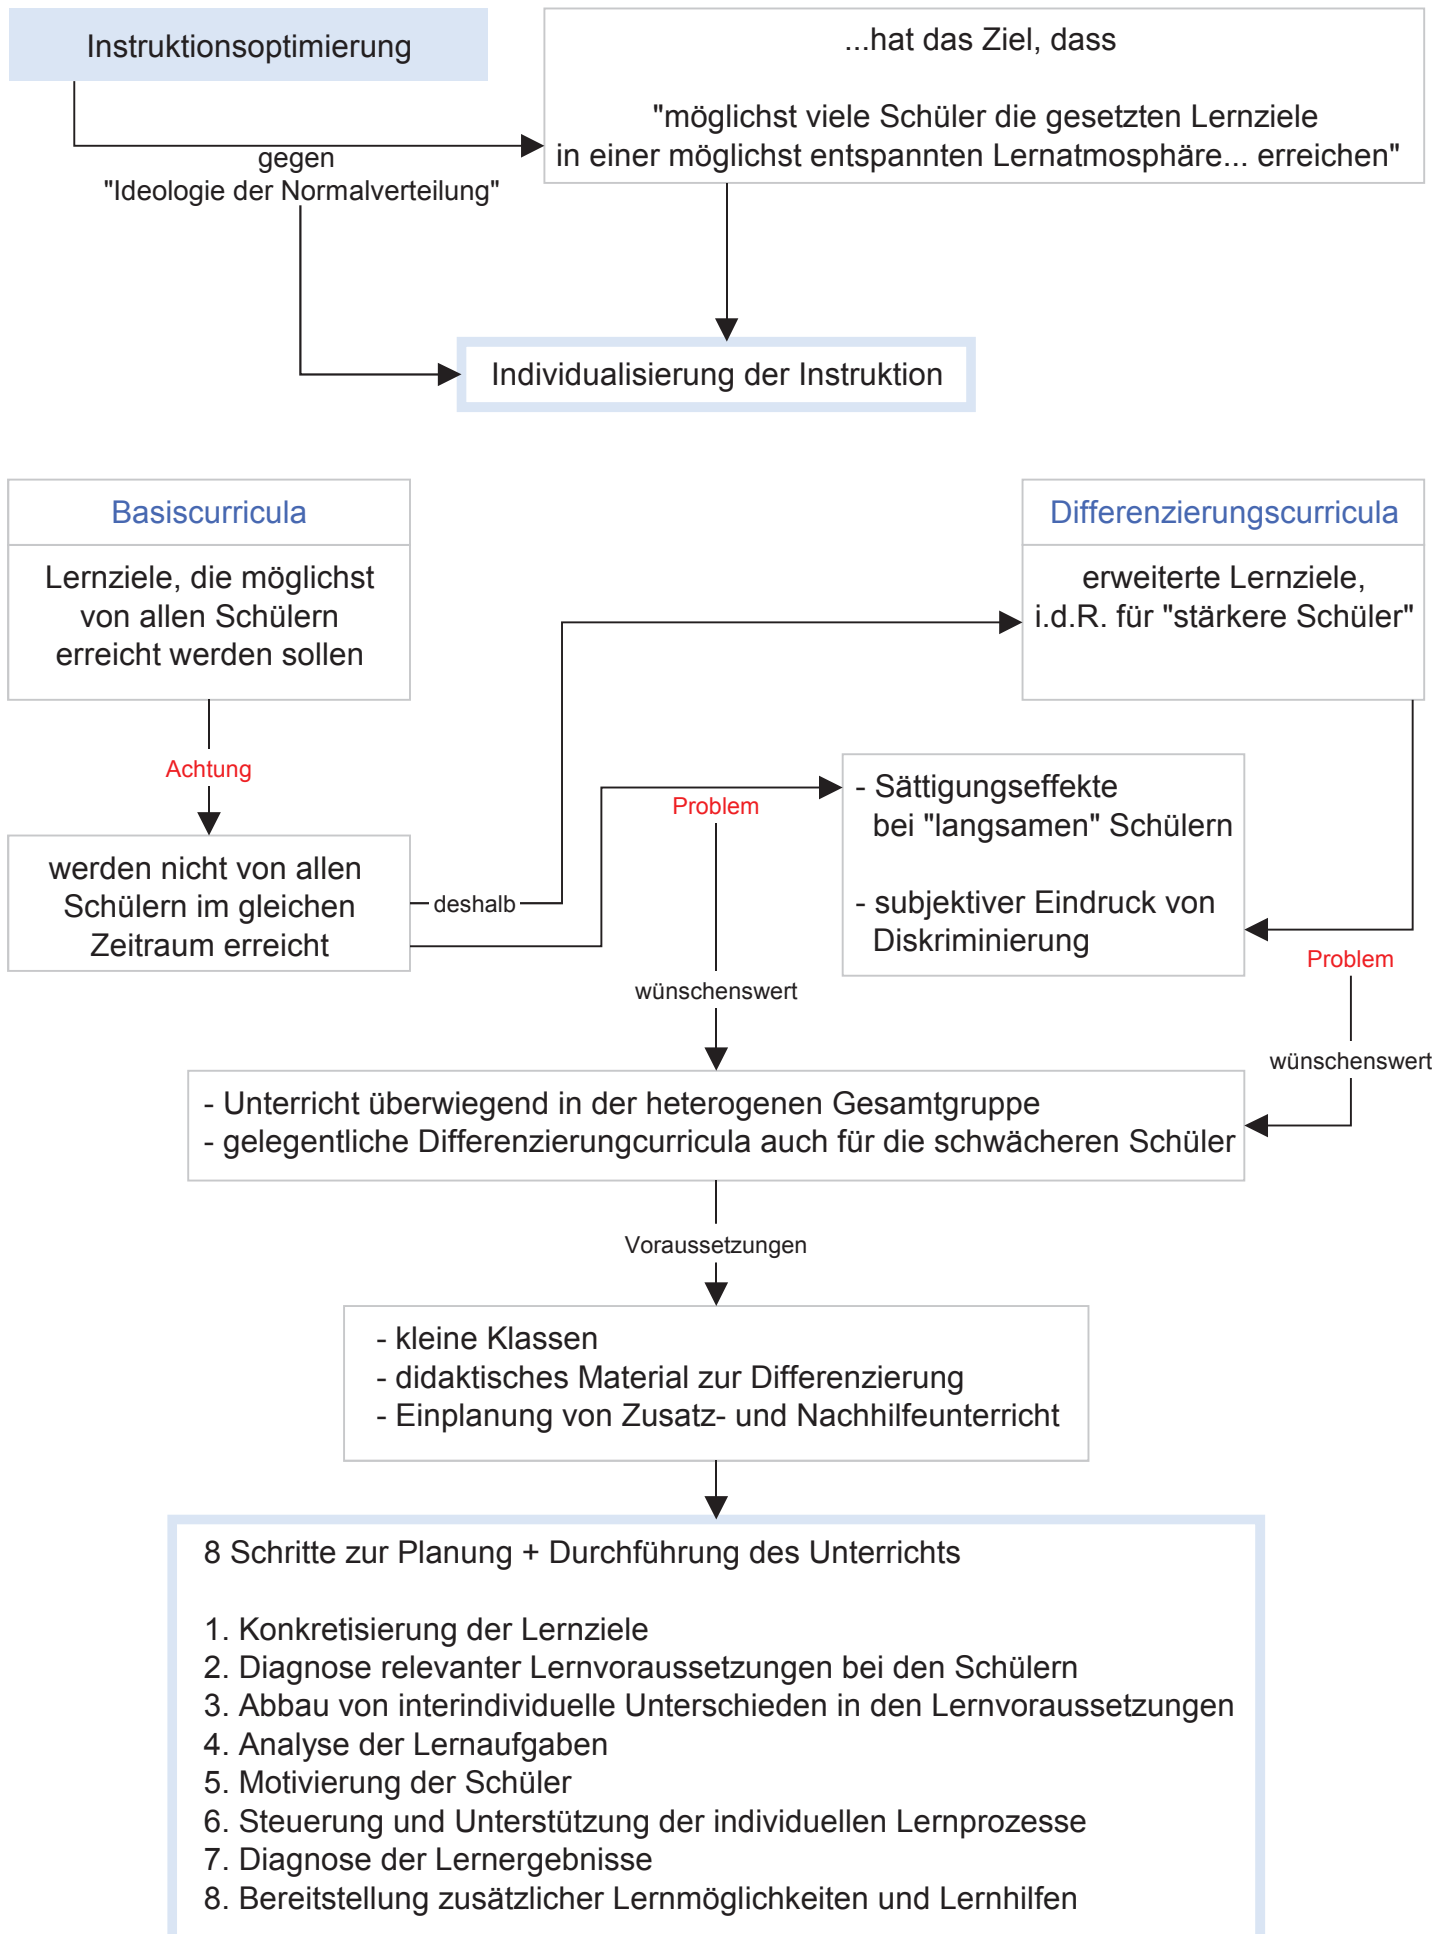 Instruktionsoptimierung
...hat das Ziel, dass
"möglichst viele Schüler die gesetzten Lernziele
in einer möglichst entspannten Lernatmosphäre... erreichen"
gegen
"Ideologie der Normalverteilung"
Individualisierung der Instruktion
Basiscurricula
Lernziele, die möglichst
von allen Schülern
erreicht werden sollen
Differenzierungscurricula
erweiterte Lernziele,
i.d.R. für "stärkere Schüler"
Achtung
werden nicht von allen
Schülern im gleichen
Zeitraum erreicht
deshalb
Problem
- Sättigungseffekte
bei "langsamen" Schülern
- subjektiver Eindruck von
Diskriminierung
Problem
wünschenswert
wünschenswert
- Unterricht überwiegend in der heterogenen Gesamtgruppe
- gelegentliche Differenzierungcurricula auch für die schwächeren Schüler
Voraussetzungen
- kleine Klassen
- didaktisches Material zur Differenzierung
- Einplanung von Zusatz- und Nachhilfeunterricht
8 Schritte zur Planung + Durchführung des Unterrichts
1. Konkretisierung der Lernziele
2. Diagnose relevanter Lernvoraussetzungen bei den Schülern
3. Abbau von interindividuelle Unterschieden in den Lernvoraussetzungen
4. Analyse der Lernaufgaben
5. Motivierung der Schüler
6. Steuerung und Unterstützung der individuellen Lernprozesse
7. Diagnose der Lernergebnisse
8. Bereitstellung zusätzlicher Lernmöglichkeiten und Lernhilfen